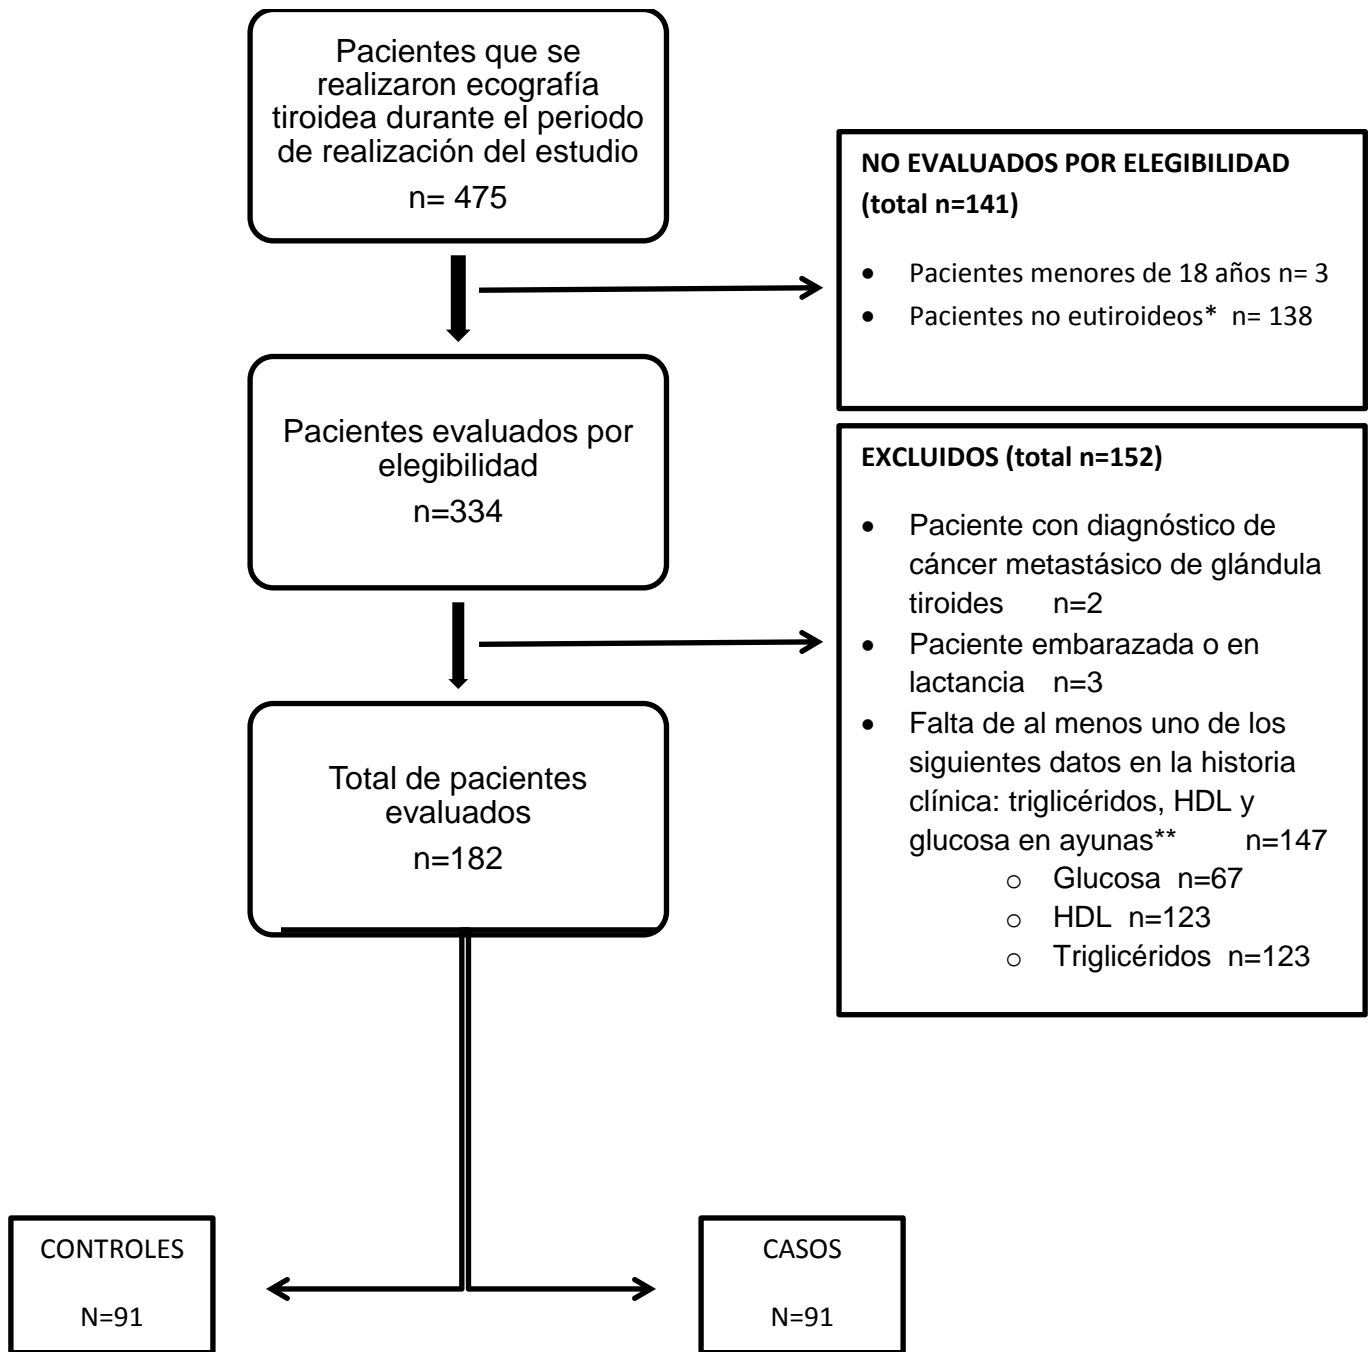 Pacientes que se
realizaron ecografía
tiroidea durante el periodo
de realización del estudio
n= 475
NO EVALUADOS POR ELEGIBILIDAD
(total n=141)
• Pacientes menores de 18 años n= 3
• Pacientes no eutiroideos* n= 138
Pacientes evaluados por
elegibilidad
n=334
EXCLUIDOS (total n=152)
• Paciente con diagnóstico de
cáncer metastásico de glándula
tiroides n=2
• Paciente embarazada o en
lactancia n=3
• Falta de al menos uno de los
siguientes datos en la historia
clínica: triglicéridos, HDL y
glucosa en ayunas** n=147
o Glucosa n=67
o HDL n=123
o Triglicéridos n=123
Total de pacientes
evaluados
n=182
CONTROLES
N=91
CASOS
N=91